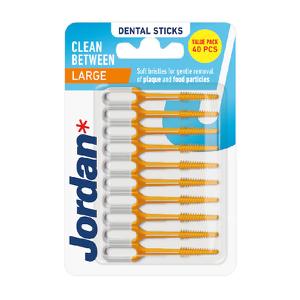 DENTAL STICKS
CLEAN
BETWEEN
LARGE
VALUE PACK
40 PCS
Soft bristles for gentle removal
of plaque and food particles
Jordan*